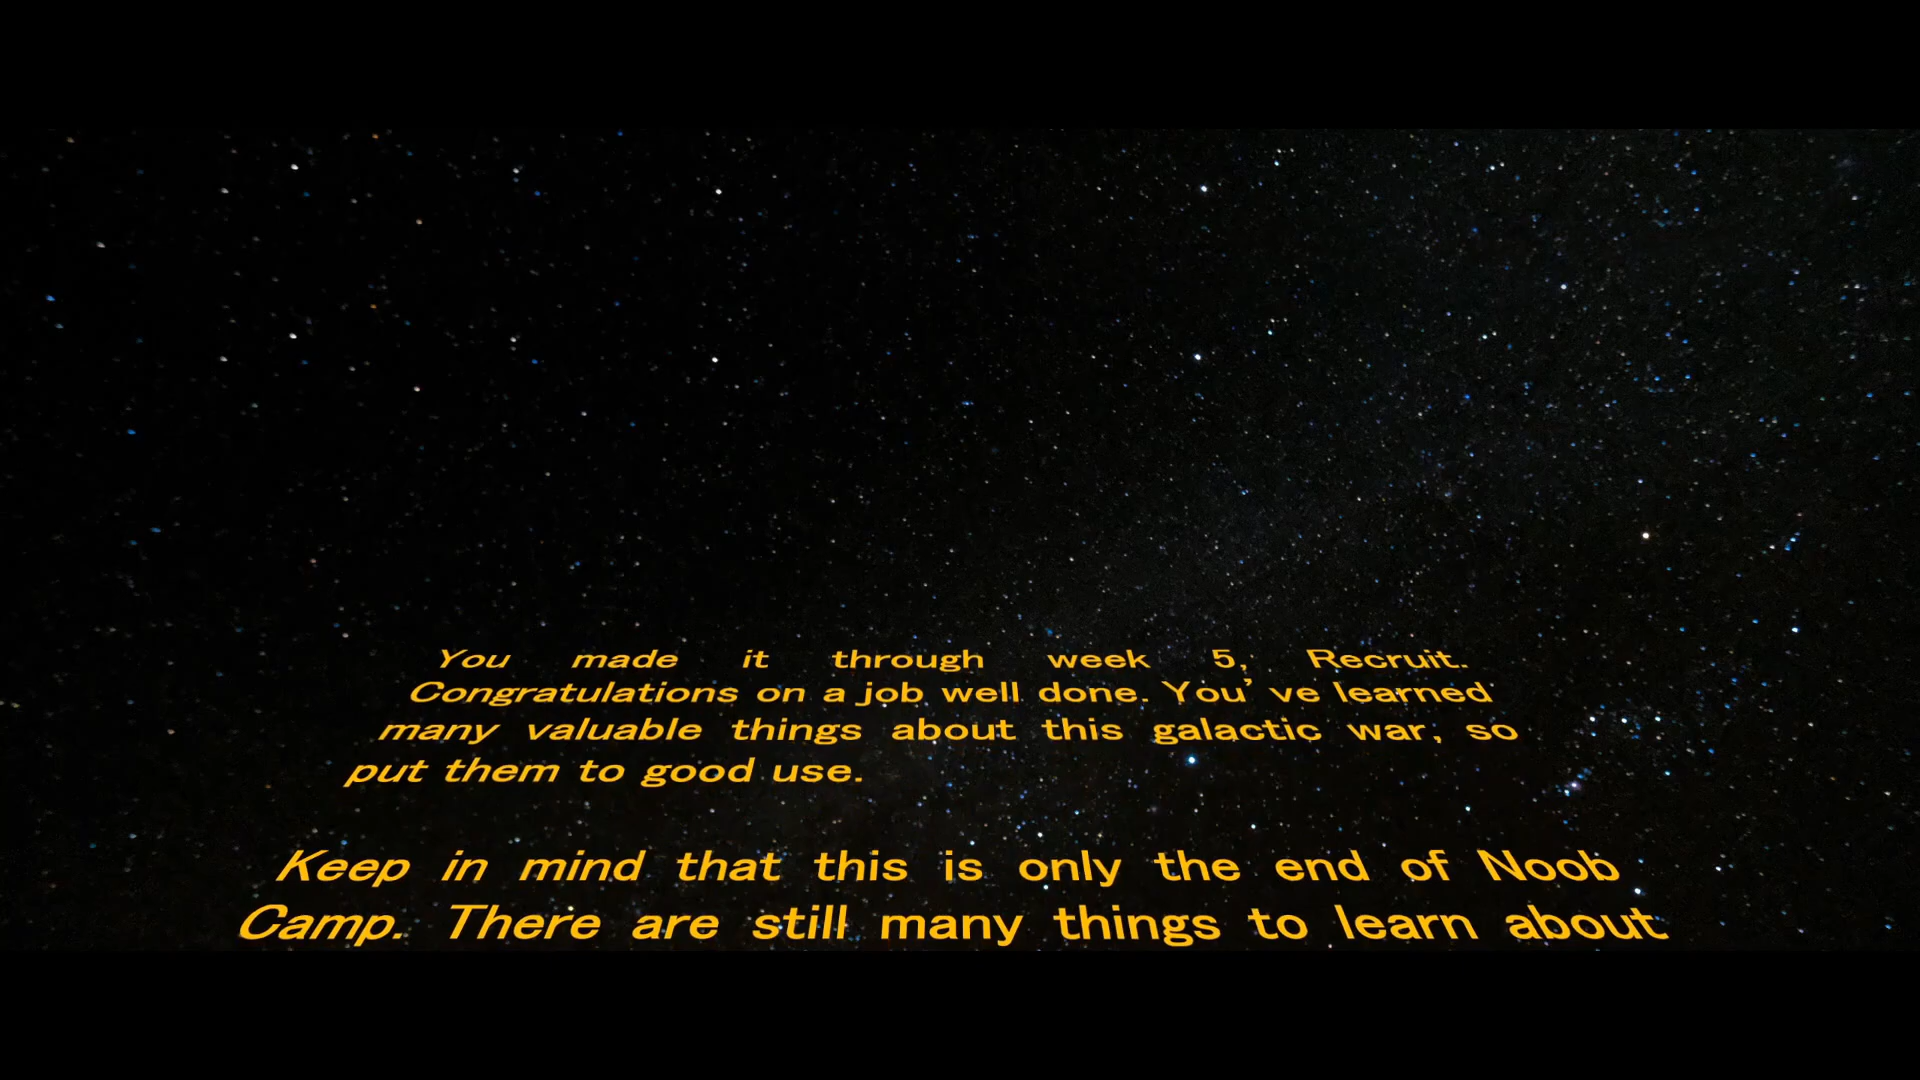 You made it through week 5, Recruit.
Congratulations on a job well done. You've learned
many valuable things about this galactic war, so
put them to good use.
Keep in mind that this is only the end of Noob
Camp. There are still many things to learn about